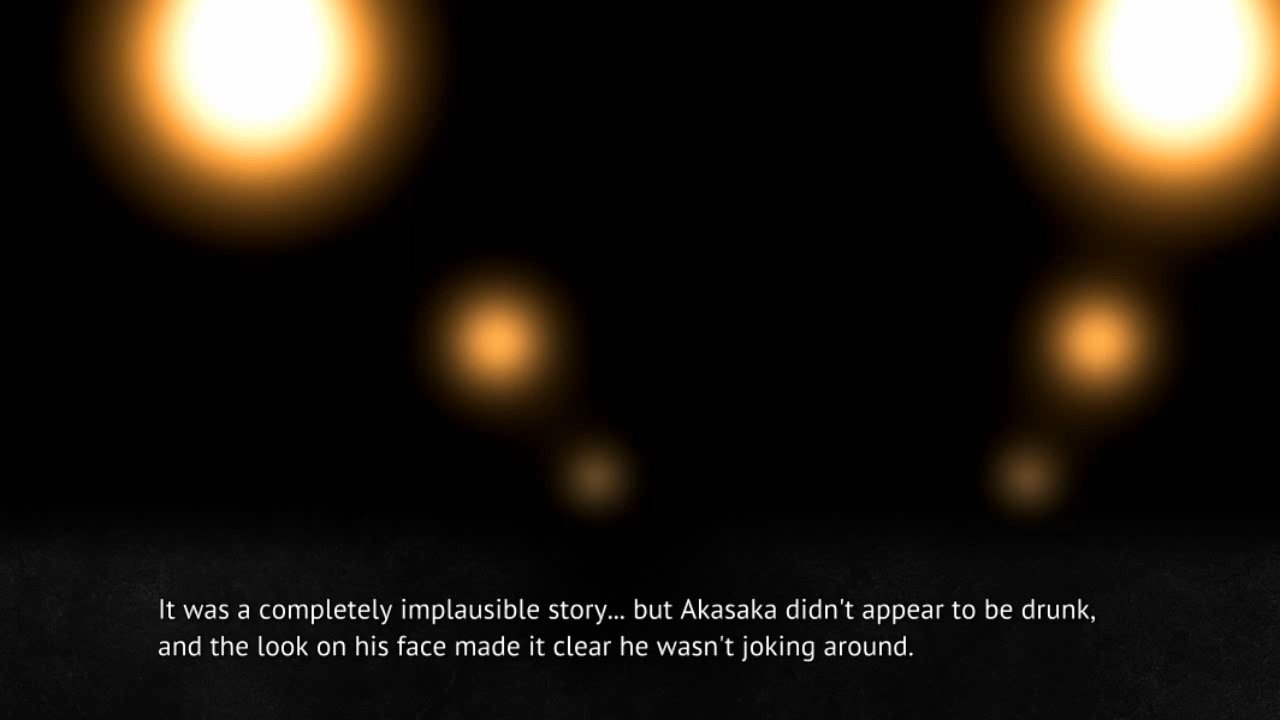 It was a completely implausible story... but Akasaka didn't appear to be drunk,
and the look on his face made it clear he wasn't joking around.